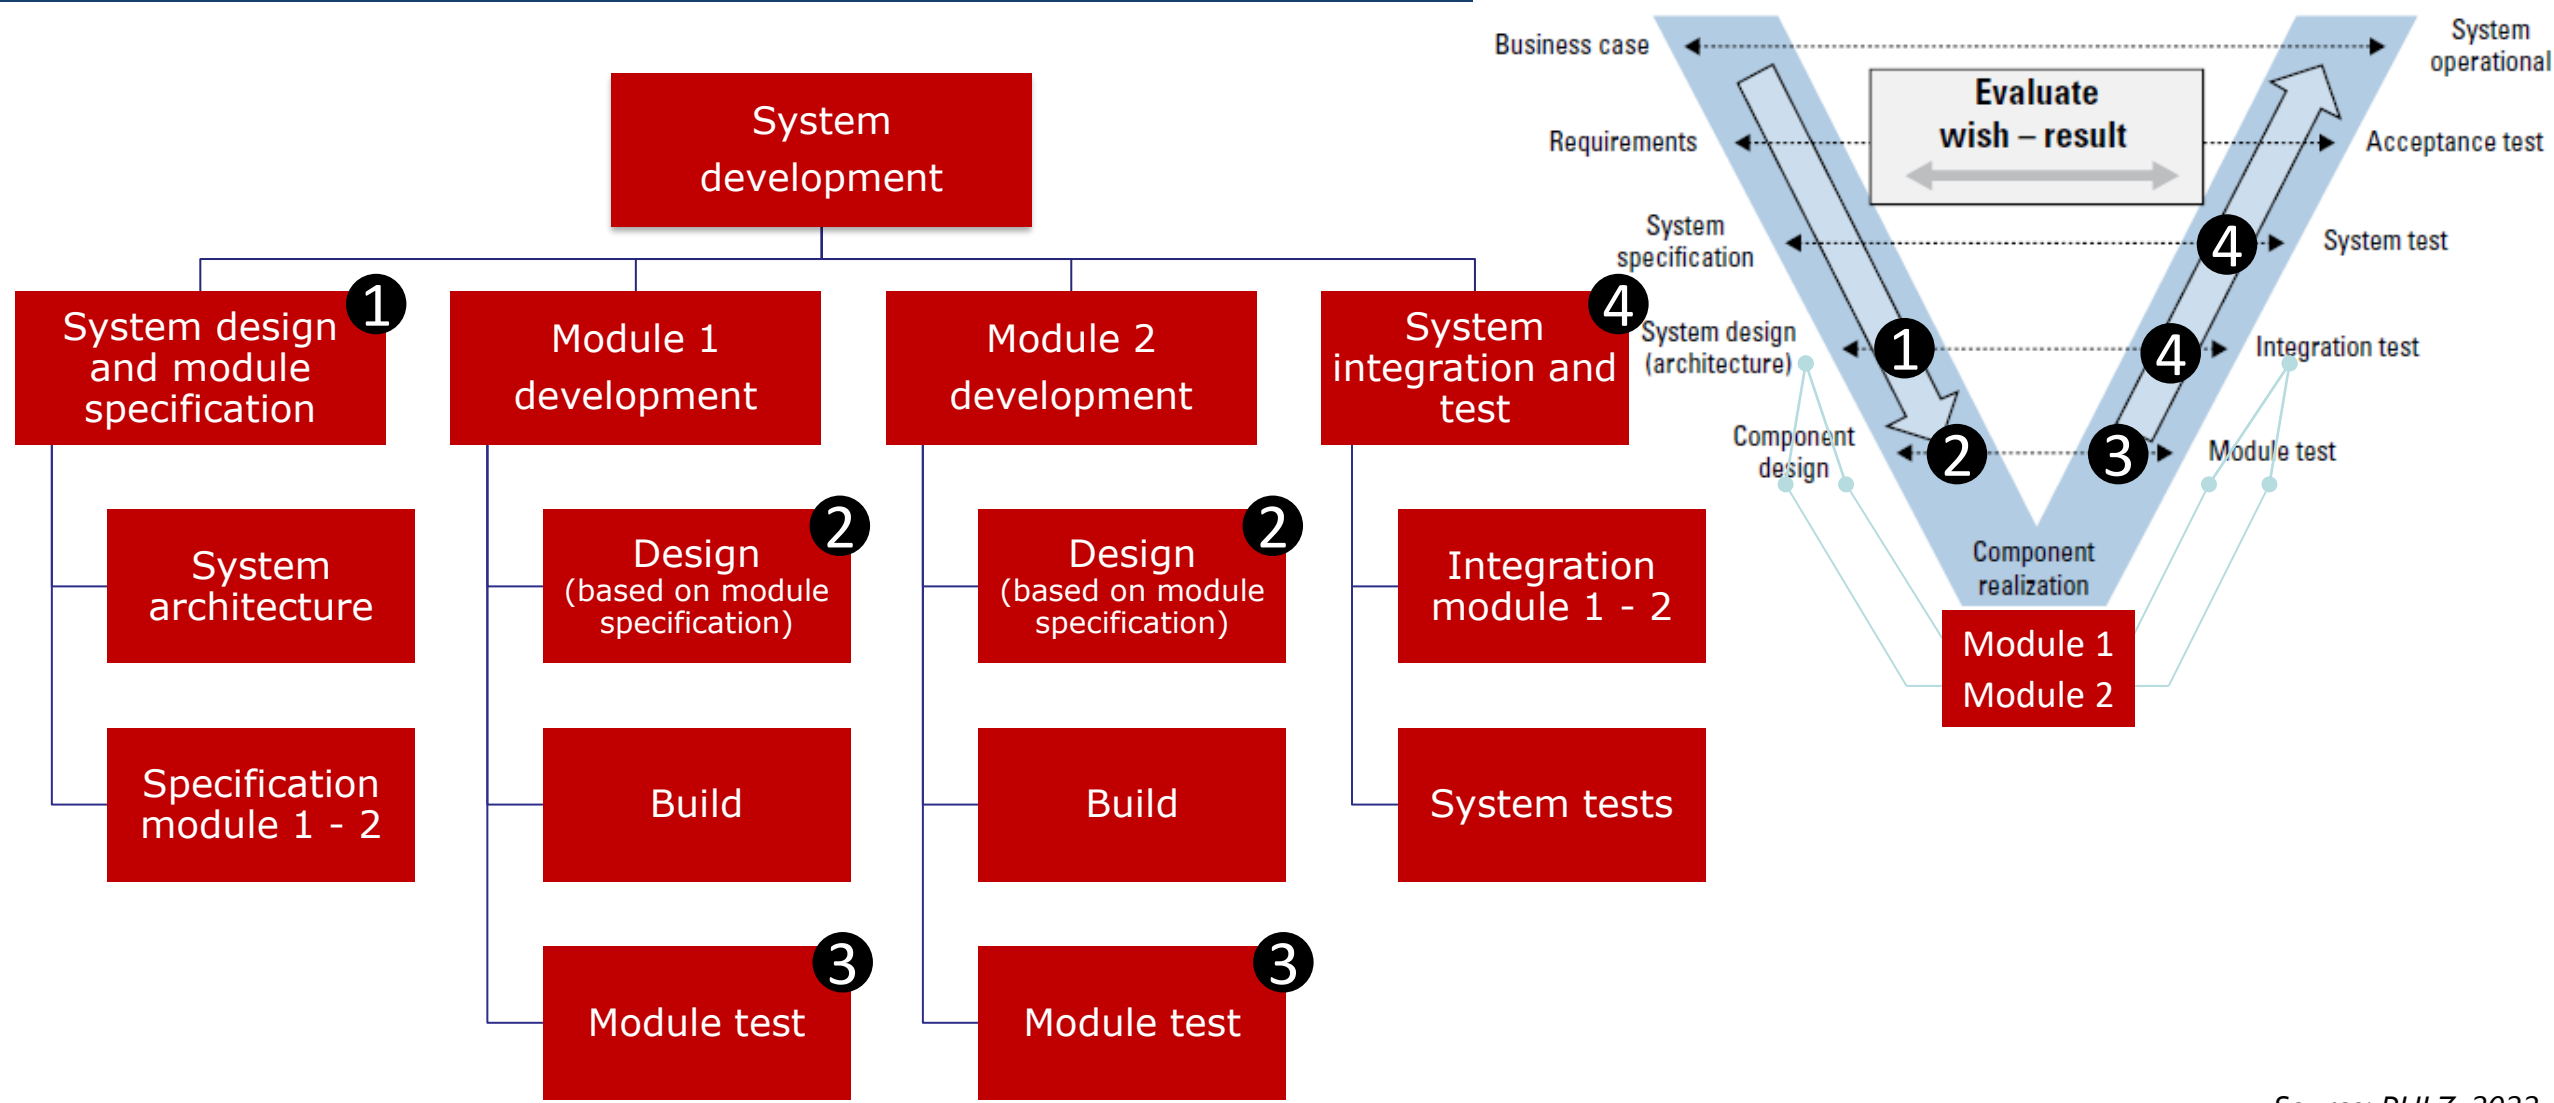 System
development
System design
and module
specification
1
Module 1
development
Module 2
development
System
integration and
test
4
System
architecture
Specification
module 1 - 2
Design
(based on module
specification)
2
Build
Module test
3
Design
(based on module
specification)
2
Build
Module test
3
Integration
module 1 - 2
System tests
Business case
System
operational
Evaluate
wish – result
Requirements
Acceptance test
System
specification
4
System test
System design
(architecture)
1
4
Integration test
Component
design
2
3
Module test
Component
realization
Module 1
Module 2